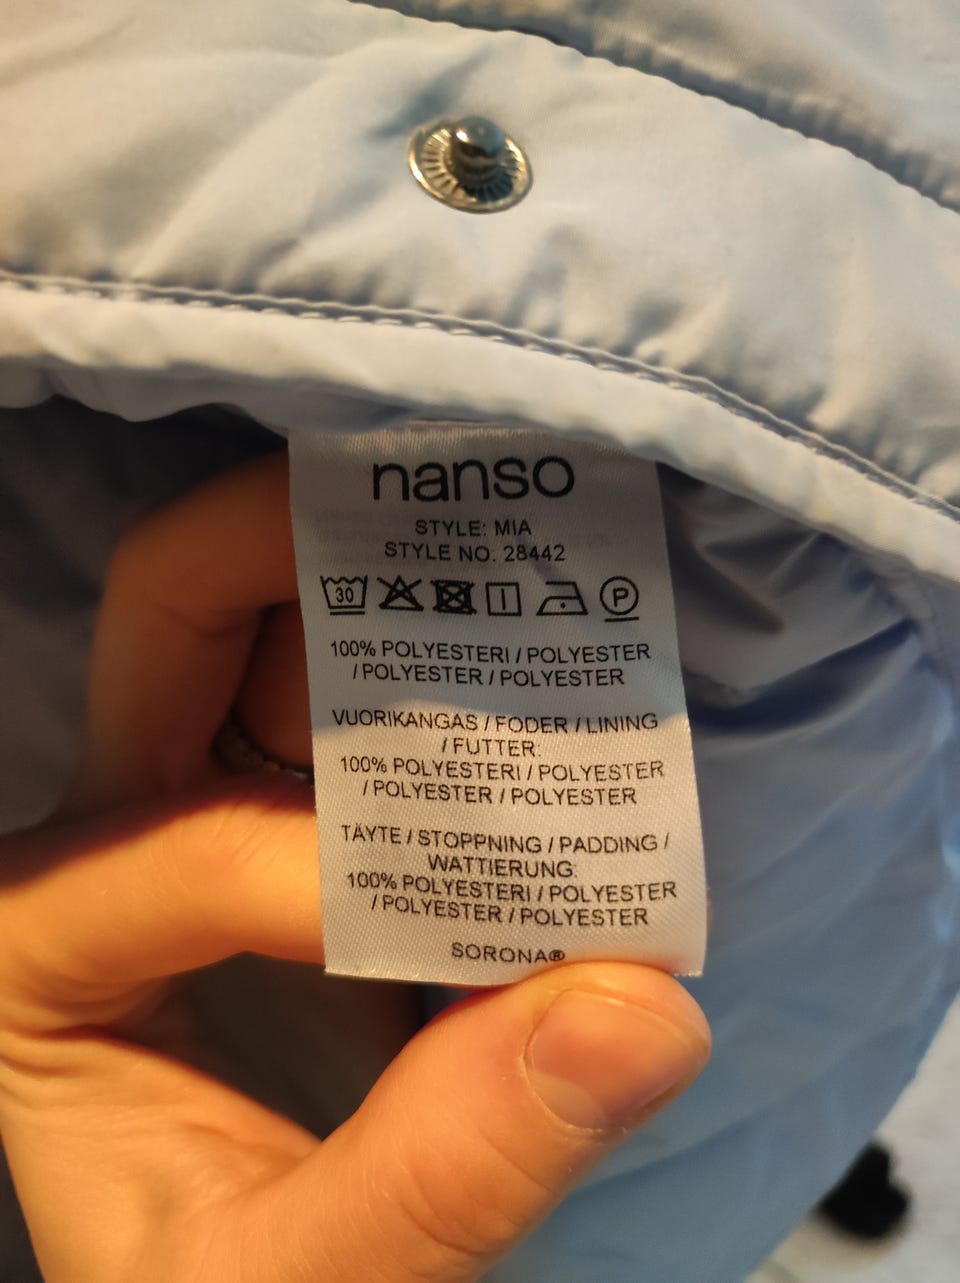 nanso
STYLE: MIA
STYLE NO. 28442
30 P
100% POLYESTERI / POLYESTER
/ POLYESTER / POLYESTER
VUORIKANGAS / FODER / LINING
/ FUTTER:
100% POLYESTERI / POLYESTER
/ POLYESTER / POLYESTER
TÄYTE / STOPPNING / PADDING /
WATTIERUNG:
100% POLYESTERI / POLYESTER
/ POLYESTER / POLYESTER
SORONA®